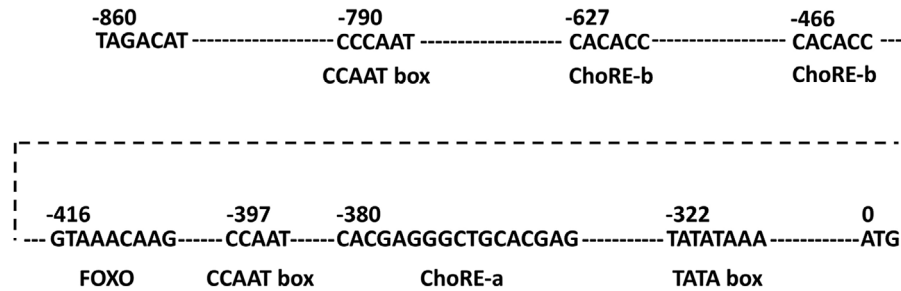 -860 -790 -627 -466
TAGACAT CCCAAT CACACC CACACC
CCAAT box ChoRE-b ChoRE-b
-416 -397 -380 -322 0
GTAAACAAG CCAAT CACGAGGGCTGCACGAG TATATAAA ATG
FOXO CCAAT box ChoRE-a TATA box